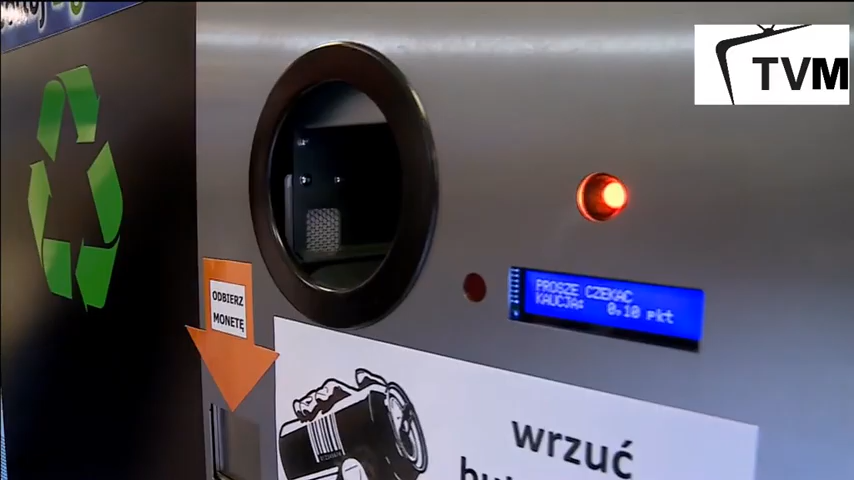 TVM
PROSZE CZEKAC
KAUCJA: 0,10 pkt
ODBIERZ
MONETĘ
wrzuć